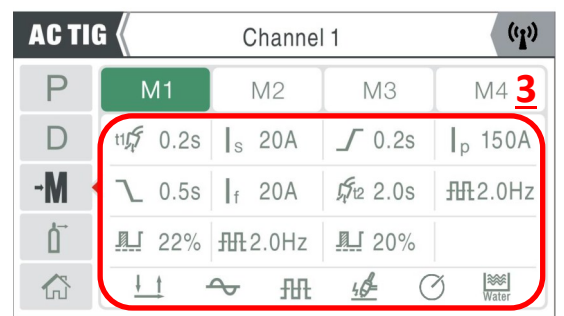 AC TIG Channel 1
P M1 M2 M3 M4 3
D t1 0.2s Is 20A 0.2s Ip 150A
M 0.5s If 20A t2 2.0s 2.0Hz
22% 2.0Hz 20%
Water